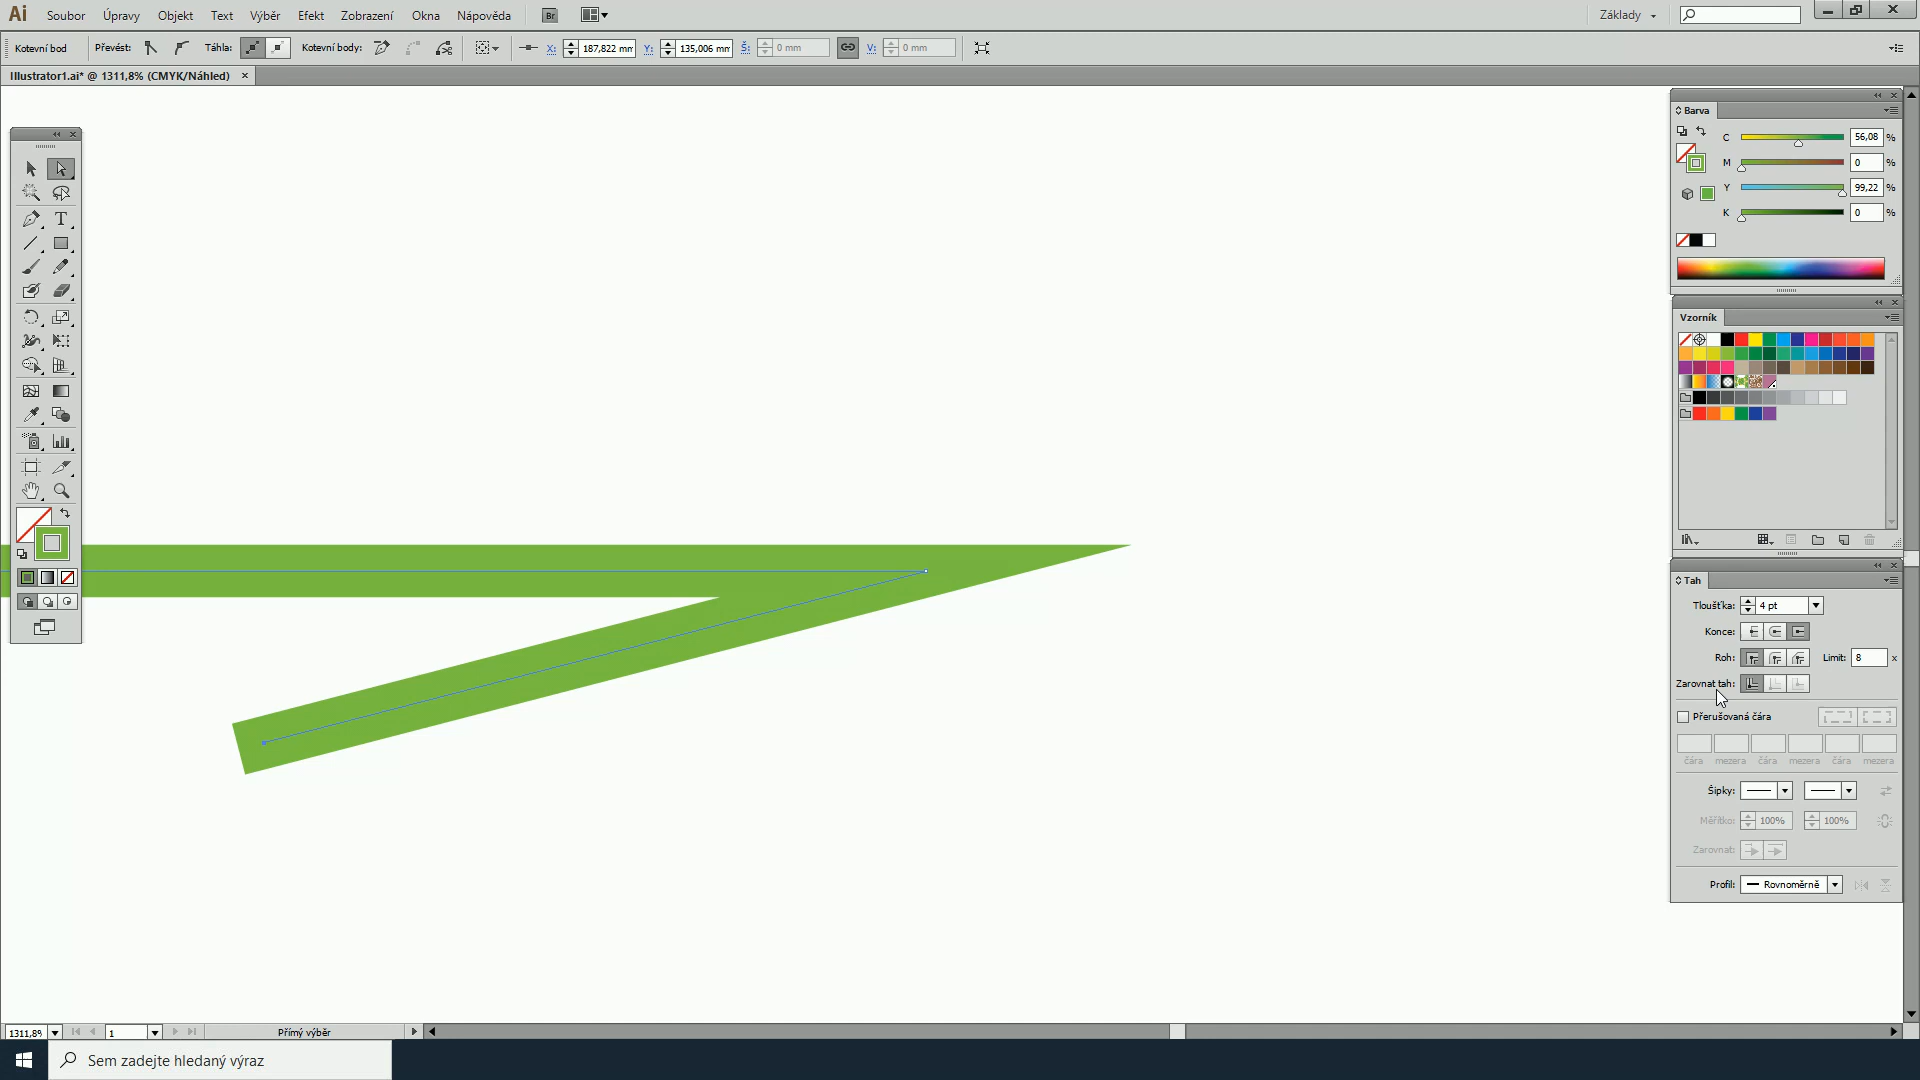 Ai Soubor Úpravy Objekt Text Výběr Efekt Zobrazení Okna Nápověda Br Základy
Kotevní bod Převést: Táhla: Kotevní body: X: 187,822 mm Y: 135,006 mm Š: 0 mm V: 0 mm
Illustrator1.ai* @ 1311,8% (CMYK/Náhled)
Barva
C 56,08 %
M 0 %
Y 99,22 %
K 0 %
Vzorník
Tah
Tloušťka: 4 pt
Konce:
Roh: Limit: 8 x
Zarovnat tah:
Přerušovaná čára
čára mezera čára mezera čára mezera
Šipky:
Měřítko: 100% 100%
Zarovnat:
Profil: Rovnoměrně
1311,8% 1 Přímý výběr
Sem zadejte hledaný výraz